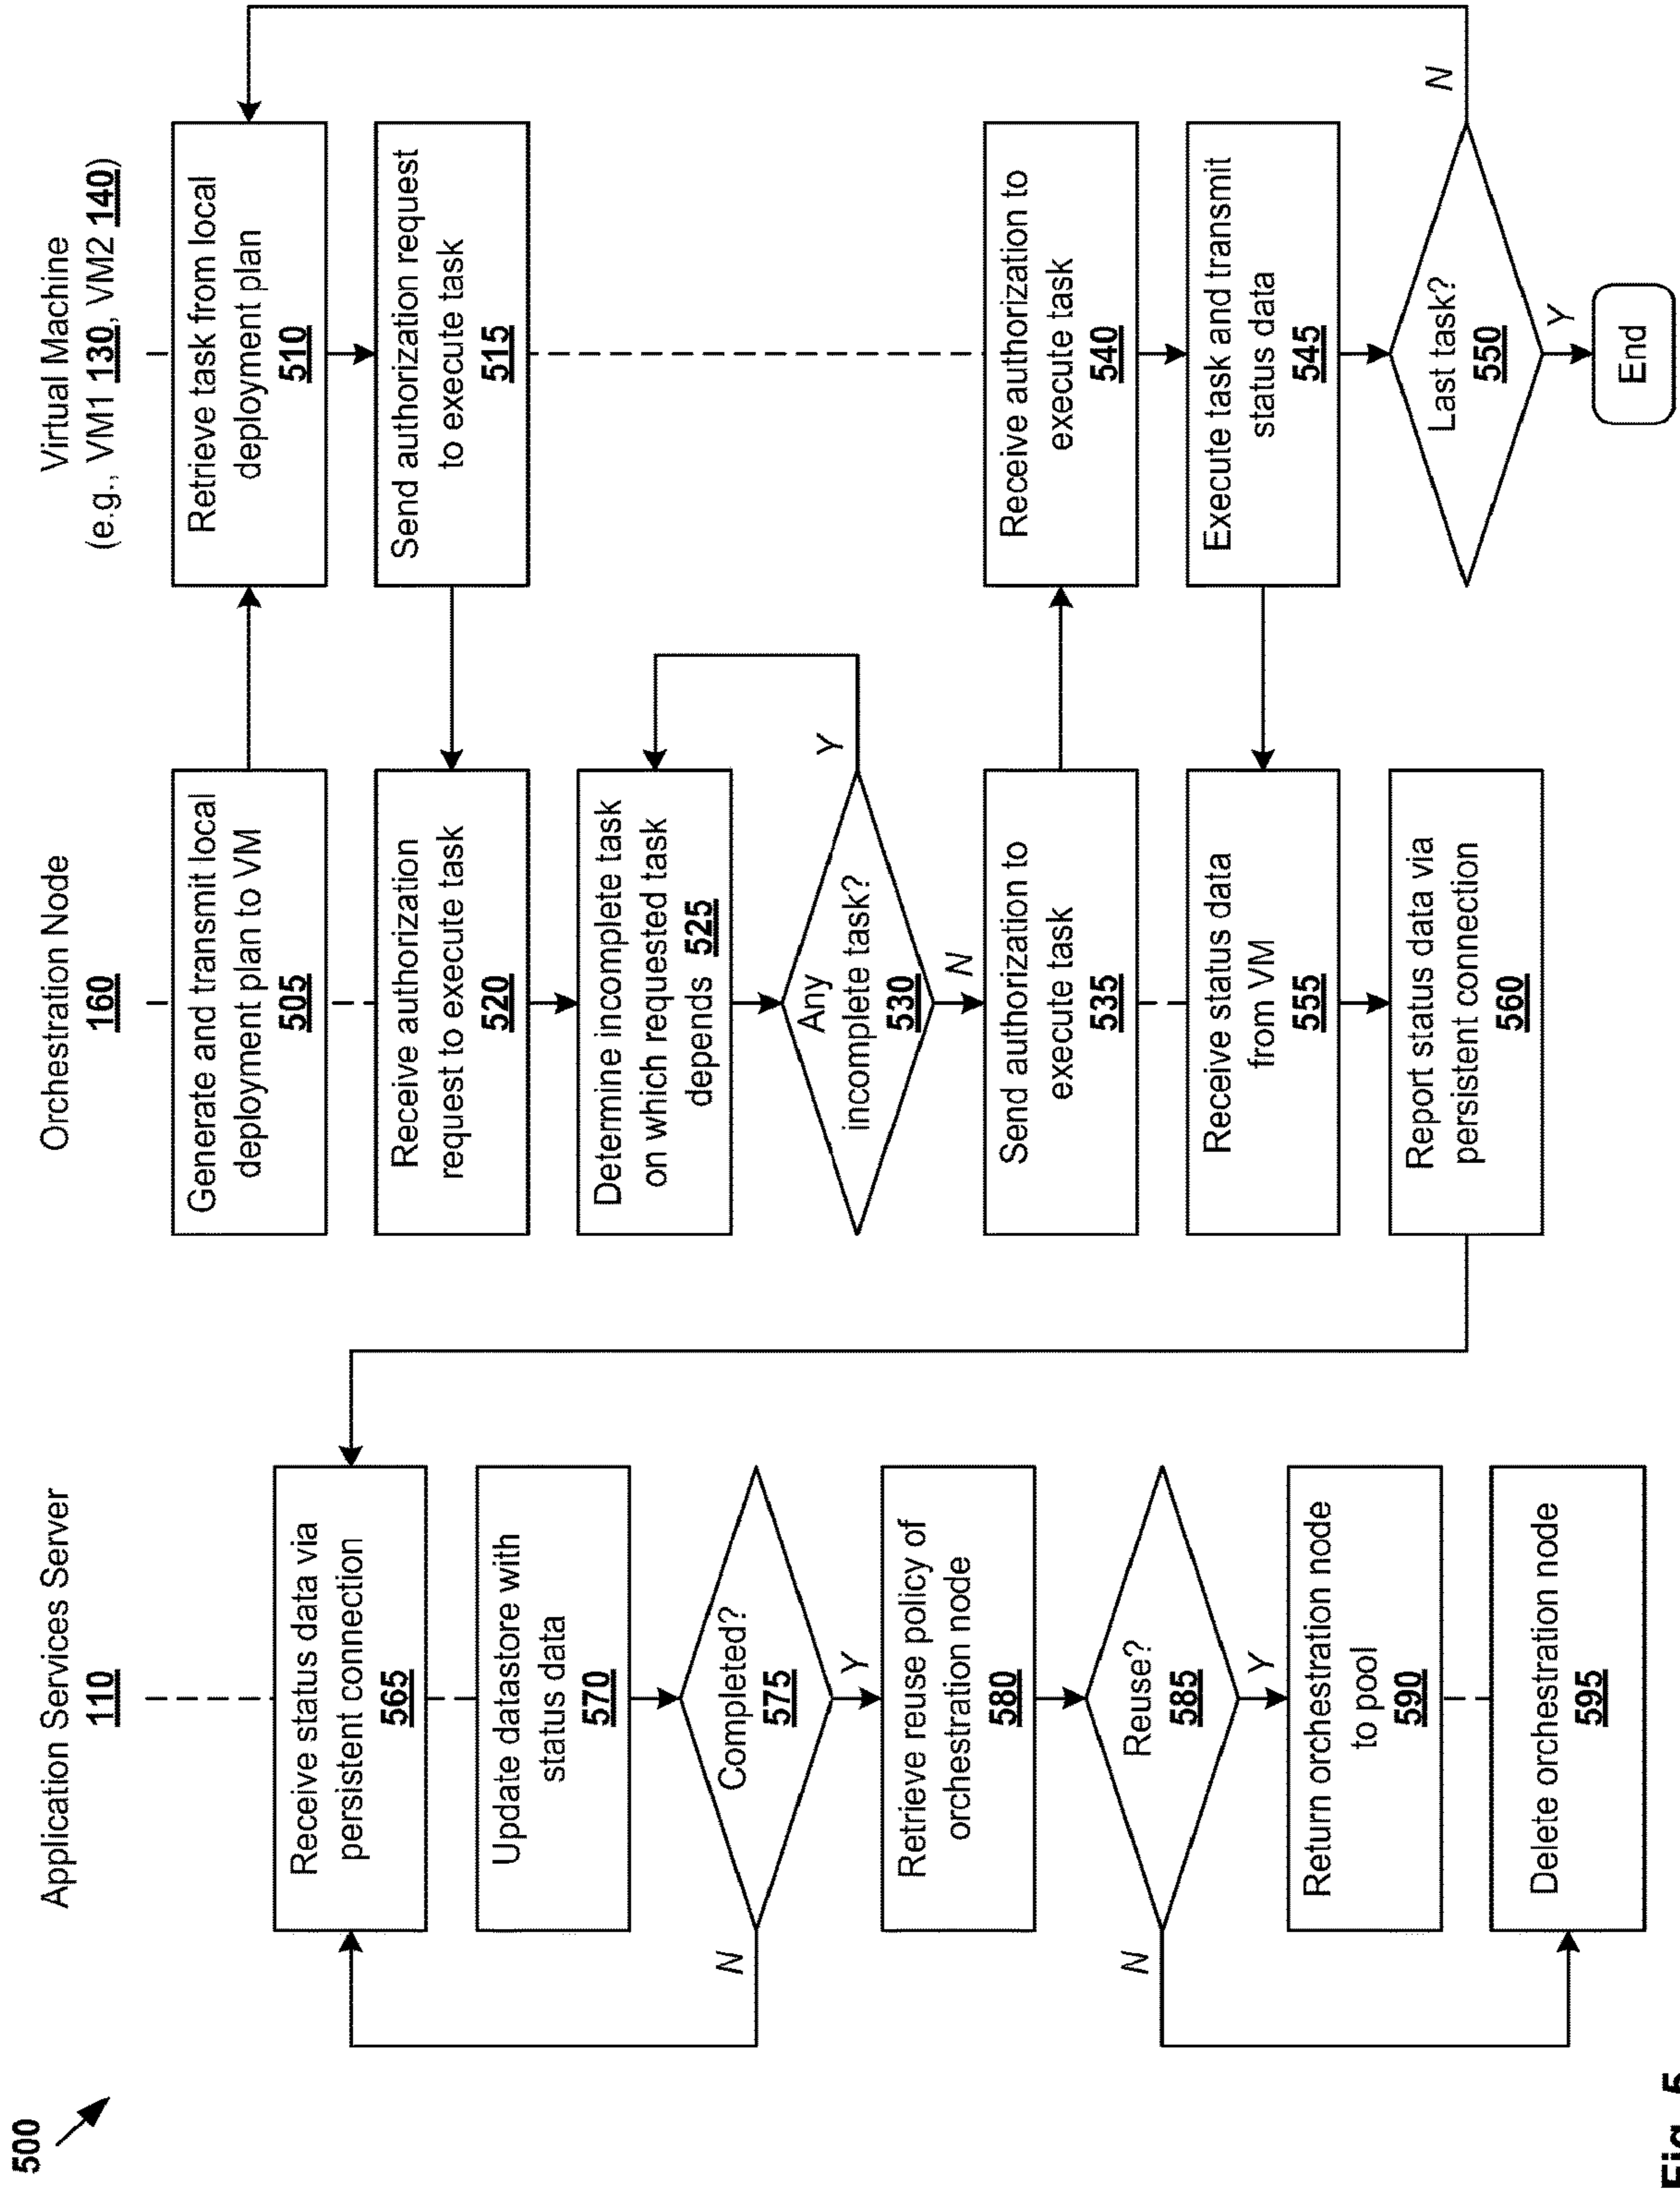 500
Application Services Server
110
Receive status data via
persistent connection
565
Update datastore with
status data
570
Completed?
575
N
Y
Retrieve reuse policy of
orchestration node
580
Reuse?
585
N
Y
Return orchestration node
to pool
590
Delete orchestration node
595
Orchestration Node
160
Generate and transmit local
deployment plan to VM
505
Receive authorization
request to execute task
520
Determine incomplete task
on which requested task
depends 525
Any
incomplete task?
530
Y
N
Send authorization to
execute task
535
Receive status data
from VM
555
Report status data via
persistent connection
560
Virtual Machine
(e.g., VM1 130, VM2 140)
Retrieve task from local
deployment plan
510
Send authorization request
to execute task
515
Receive authorization to
execute task
540
Execute task and transmit
status data
545
Last task?
550
N
Y
End
Fig. 5